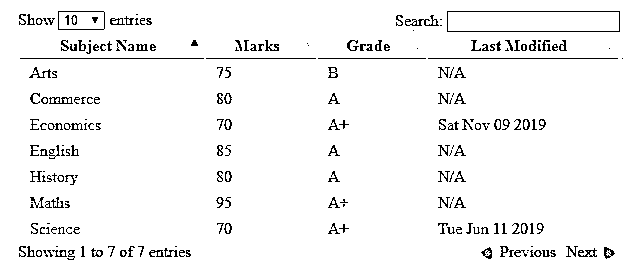 Show 10 entries Search:
Subject Name Marks Grade Last Modified
Arts 75 B N/A
Commerce 80 A N/A
Economics 70 A+ Sat Nov 09 2019
English 85 A N/A
History 80 A N/A
Maths 95 A+ N/A
Science 70 A+ Tue Jun 11 2019
Showing 1 to 7 of 7 entries Previous Next